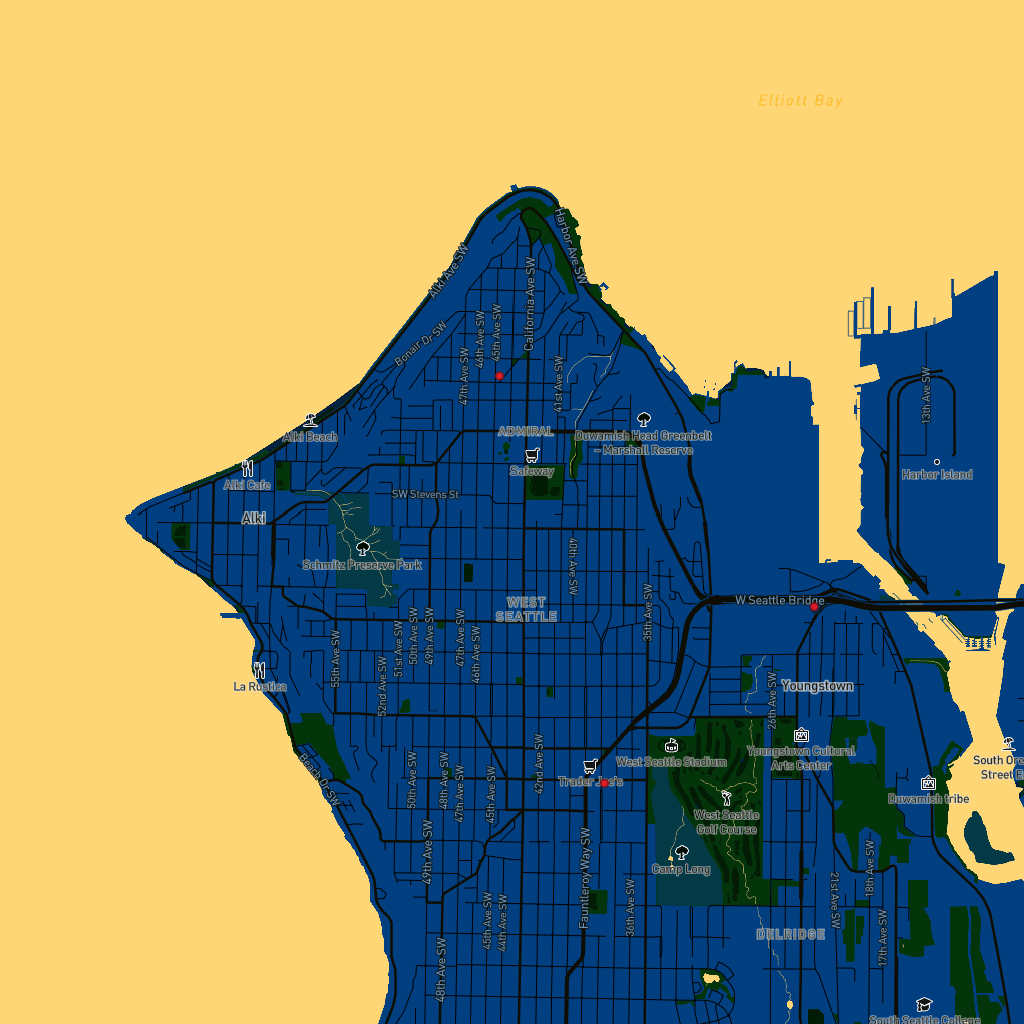 Elliott Bay
Harbor Ave SW
Alki Ave SW
California Ave SW
Bonair Dr SW
46th Ave SW
45th Ave SW
47th Ave SW
41st Ave SW
13th Ave SW
Alki Beach
ADMIRAL
Duwamish Head Greenbelt
– Marshall Reserve
Safeway
Alki Cafe
Harbor Island
SW Stevens St
Alki
Schmitz Preserve Park
40th Ave SW
WEST
SEATTLE
35th Ave SW
W Seattle Bridge
55th Ave SW
52nd Ave SW
51st Ave SW
50th Ave SW
49th Ave SW
47th Ave SW
46th Ave SW
La Rustica
Youngstown
26th Ave SW
Beach Dr SW
50th Ave SW
48th Ave SW
47th Ave SW
45th Ave SW
42nd Ave SW
Trader Joe's
West Seattle Stadium
Youngstown Cultural
Arts Center
South Ore
Street E
Duwamish tribe
West Seattle
Golf Course
Camp Long
49th Ave SW
Fauntleroy Way SW
36th Ave SW
21st Ave SW
18th Ave SW
17th Ave SW
45th Ave SW
44th Ave SW
48th Ave SW
DELRIDGE
South Seattle College